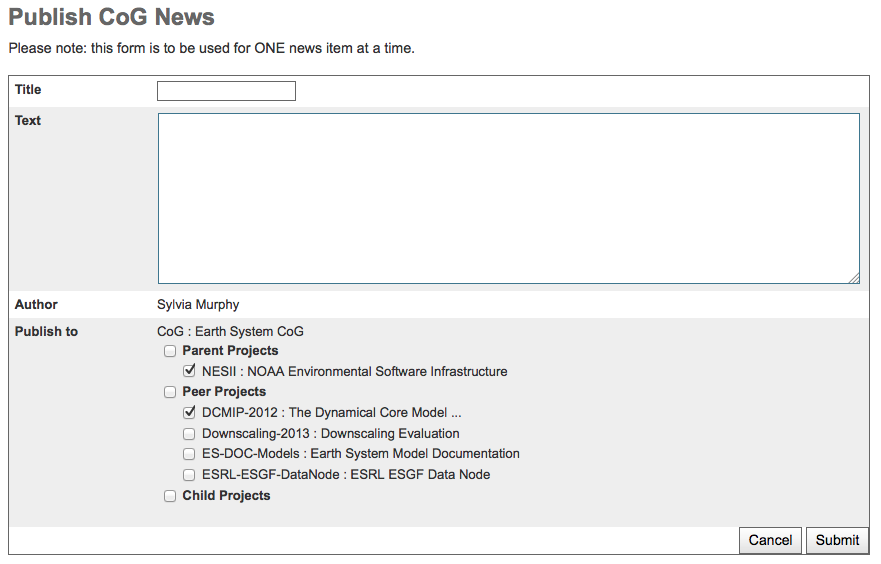 Publish CoG News
Please note: this form is to be used for ONE news item at a time.
Title
Text
Author Sylvia Murphy
Publish to CoG : Earth System CoG
Parent Projects
NESII : NOAA Environmental Software Infrastructure
Peer Projects
DCMIP-2012 : The Dynamical Core Model ...
Downscaling-2013 : Downscaling Evaluation
ES-DOC-Models : Earth System Model Documentation
ESRL-ESGF-DataNode : ESRL ESGF Data Node
Child Projects
Cancel Submit